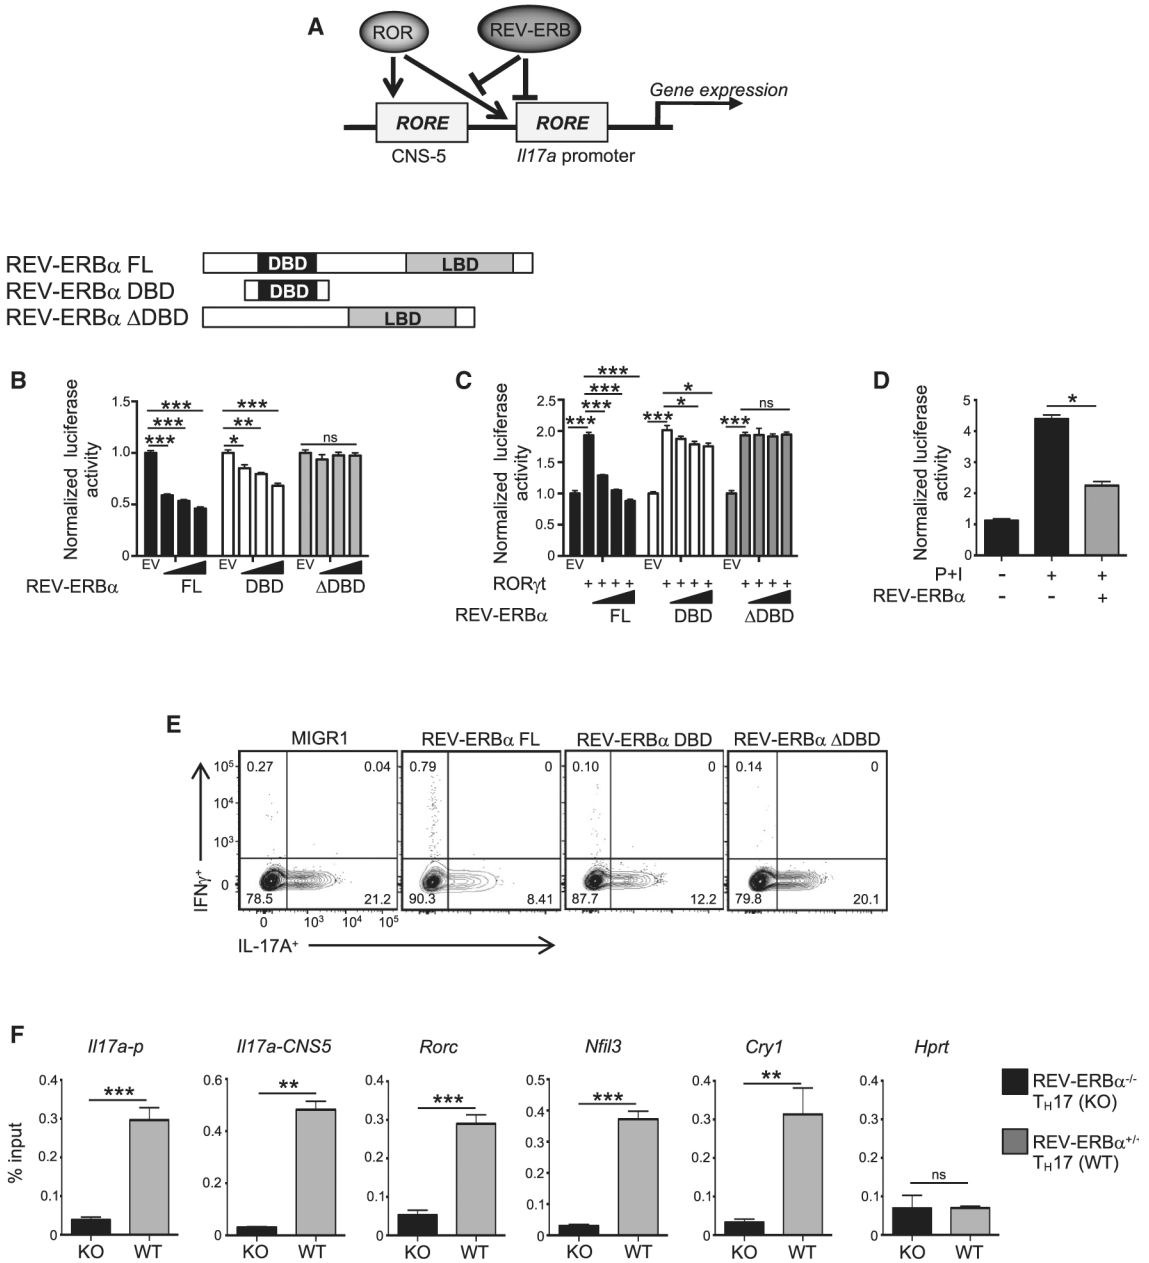 A
ROR
REV-ERB
Gene expression
RORE
RORE
CNS-5
Il17a promoter
REV-ERBα FL
DBD
LBD
REV-ERBα DBD
DBD
REV-ERBα ΔDBD
LBD
B
Normalized luciferase
activity
1.5
1.0
0.5
0
***
***
***
***
**
*
ns
EV
EV
EV
REV-ERBα
FL
DBD
ΔDBD
C
Normalized luciferase
activity
2.5
2.0
1.5
1.0
0.5
0
***
***
***
***
*
*
***
ns
***
EV
EV
EV
RORγt
+ + + +
+ + + +
+ + + +
REV-ERBα
FL
DBD
ΔDBD
D
Normalized luciferase
activity
5
4
3
2
1
0
*
P+I
- + +
REV-ERBα
- - +
E
MIGR1
REV-ERBα FL
REV-ERBα DBD
REV-ERBα ΔDBD
IFNγ⁺
10⁵
10⁴
10³
0
0.27
0.04
78.5
21.2
0.79
0
90.3
8.41
0.10
0
87.7
12.2
0.14
0
79.8
20.1
0
10³
10⁴
10⁵
IL-17A⁺
F
% input
Il17a-p
0.4
0.3
0.2
0.1
0
***
KO
WT
Il17a-CNS5
0.6
0.4
0.2
0
**
KO
WT
Rorc
0.4
0.3
0.2
0.1
0
***
KO
WT
Nfil3
0.5
0.4
0.3
0.2
0.1
0
***
KO
WT
Cry1
0.4
0.3
0.2
0.1
0
**
KO
WT
Hprt
0.4
0.3
0.2
0.1
0
ns
KO
WT
REV-ERBα⁻/⁻
TH17 (KO)
REV-ERBα⁺/⁻
TH17 (WT)